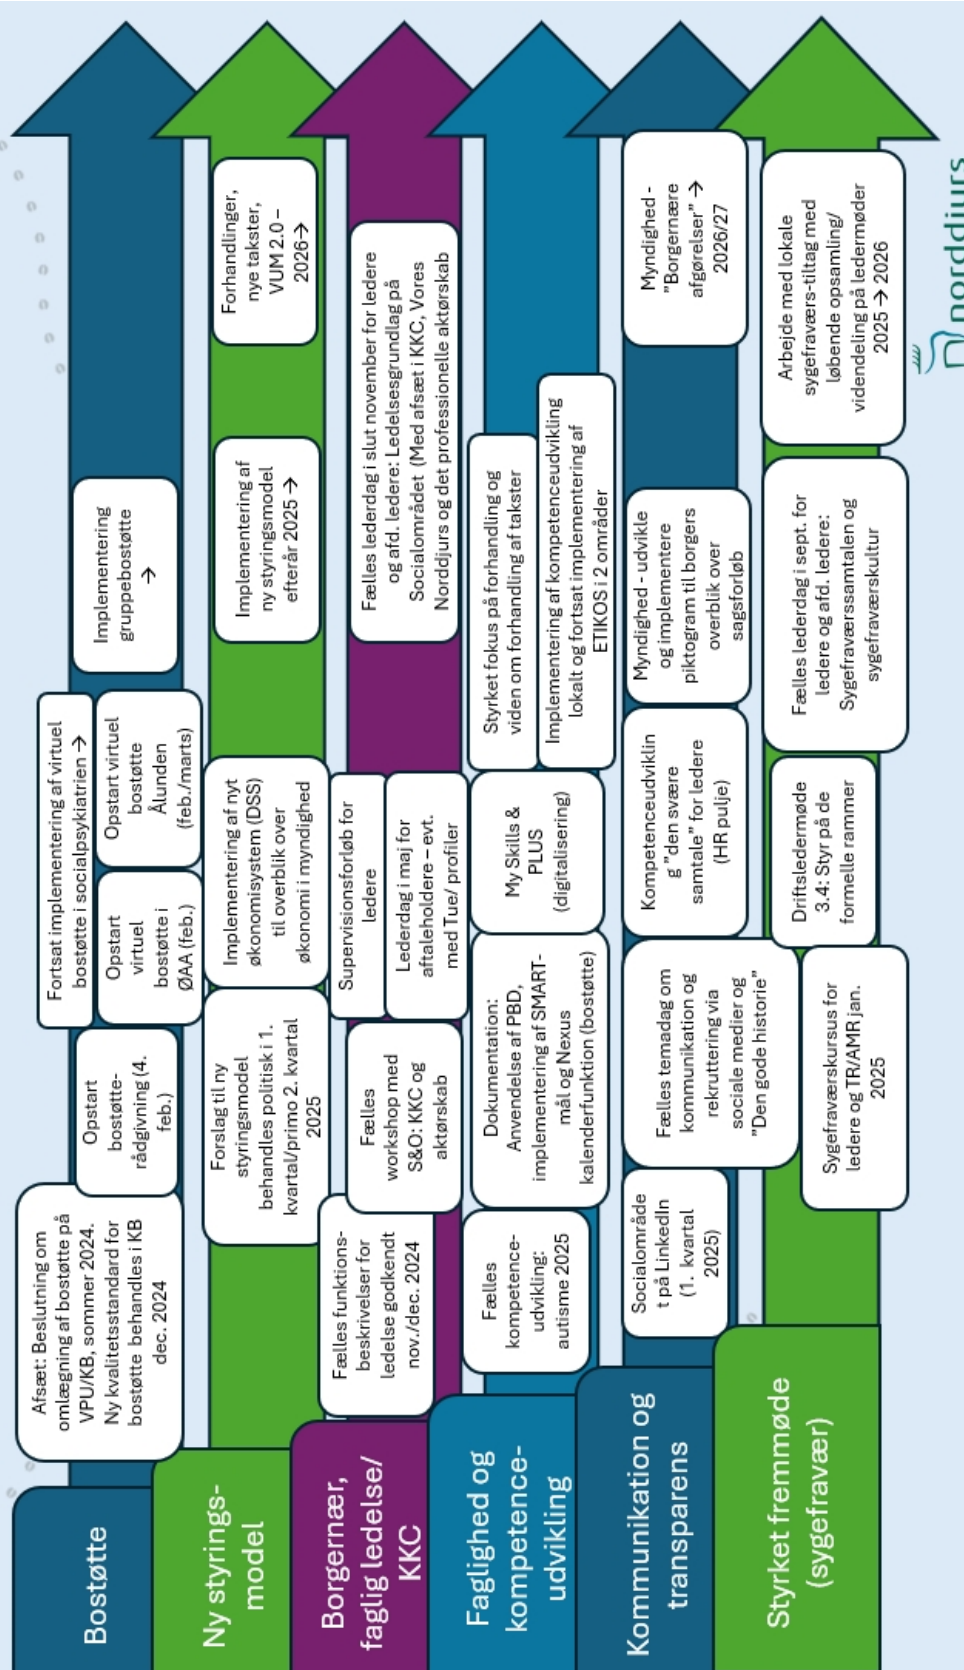 Bostøtte
Afsæt: Beslutning om
omlægning af bostøtte på
VPU/KB, sommer 2024.
Ny kvalitetsstandard for
bostøtte behandles i KB
dec. 2024
Opstart
bostøtte-
rådgivning (4.
feb.)
Fortsat implementering af virtuel
bostøtte i socialpsykiatrien →
Opstart
virtuel
bostøtte i
ØAA (feb.)
Opstart virtuel
bostøtte
Ålunden
(feb./marts)
Implementering
gruppebostøtte
→
Ny styrings-
model
Forslag til ny
styringsmodel
behandles politisk i 1.
kvartal/primo 2. kvartal
2025
Implementering af nyt
økonomisystem (DSS)
til overblik over
økonomi i myndighed
Implementering af
ny styringsmodel
efterår 2025 →
Forhandlinger,
nye takster,
VUM 2.0 –
2026→
Borgernær,
faglig ledelse/
KKC
Fælles funktions-
beskrivelser for
ledelse godkendt
nov./dec. 2024
Fælles
workshop med
S&O: KKC og
aktørskab
Supervisionsforløb for
ledere
Lederdag i maj for
aftaleholdere – evt.
med Tue/ profiler
Fælles lederdag i slut november for ledere
og afd. ledere: Ledelsesgrundlag på
Socialområdet (Med afsæt i KKC, Vores
Norddjurs og det professionelle aktørskab
Faglighed og
kompetence-
udvikling
Fælles
kompetence-
udvikling:
autisme 2025
Dokumentation:
Anvendelse af PBD,
implementering af SMART-
mål og Nexus
kalenderfunktion (bostøtte)
My Skills &
PLUS
(digitalisering)
Styrket fokus på forhandling og
viden om forhandling af takster
Implementering af kompetenceudvikling
lokalt og fortsat implementering af
ETIKOS i 2 områder
Kommunikation og
transparens
Socialområde
t på LinkedIn
(1. kvartal
2025)
Fælles temadag om
kommunikation og
rekruttering via
sociale medier og
"Den gode historie"
Kompetenceudviklin
g "den svære
samtale" for ledere
(HR pulje)
Myndighed - udvikle
og implementere
piktogram til borgers
overblik over
sagsforløb
Myndighed -
"Borgernære
afgørelser" →
2026/27
Styrket fremmøde
(sygefravær)
Sygefraværskursus for
ledere og TR/AMR jan.
2025
Driftsledermøde
3.4: Styr på de
formelle rammer
Fælles lederdag i sept. for
ledere og afd. ledere:
Sygefraværssamtalen og
sygefraværskultur
Arbejde med lokale
sygefraværs-tiltag med
løbende opsamling/
videndeling på ledermøder
2025 → 2026
norddjurs